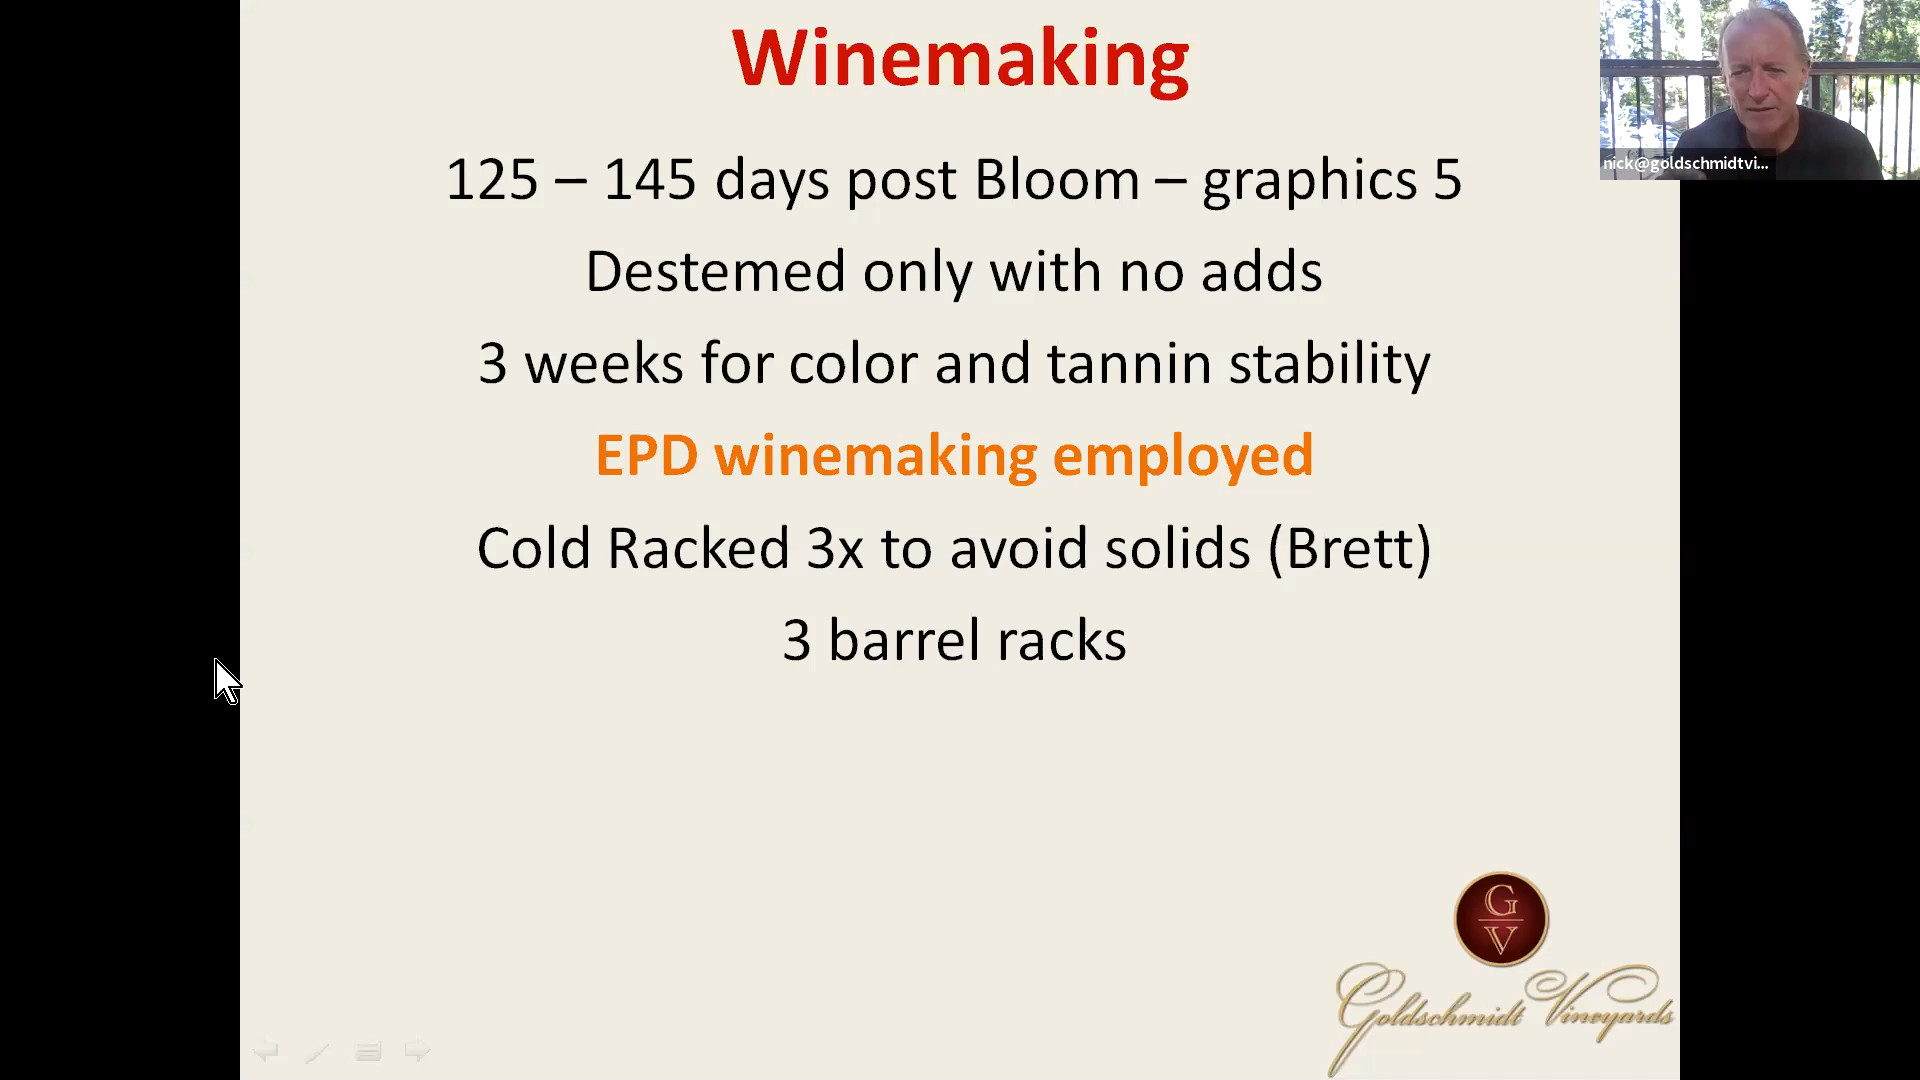 Winemaking
nick@goldschmidtvi...
125 – 145 days post Bloom – graphics 5
Destemed only with no adds
3 weeks for color and tannin stability
EPD winemaking employed
Cold Racked 3x to avoid solids (Brett)
3 barrel racks
G
V
Goldschmidt Vineyards